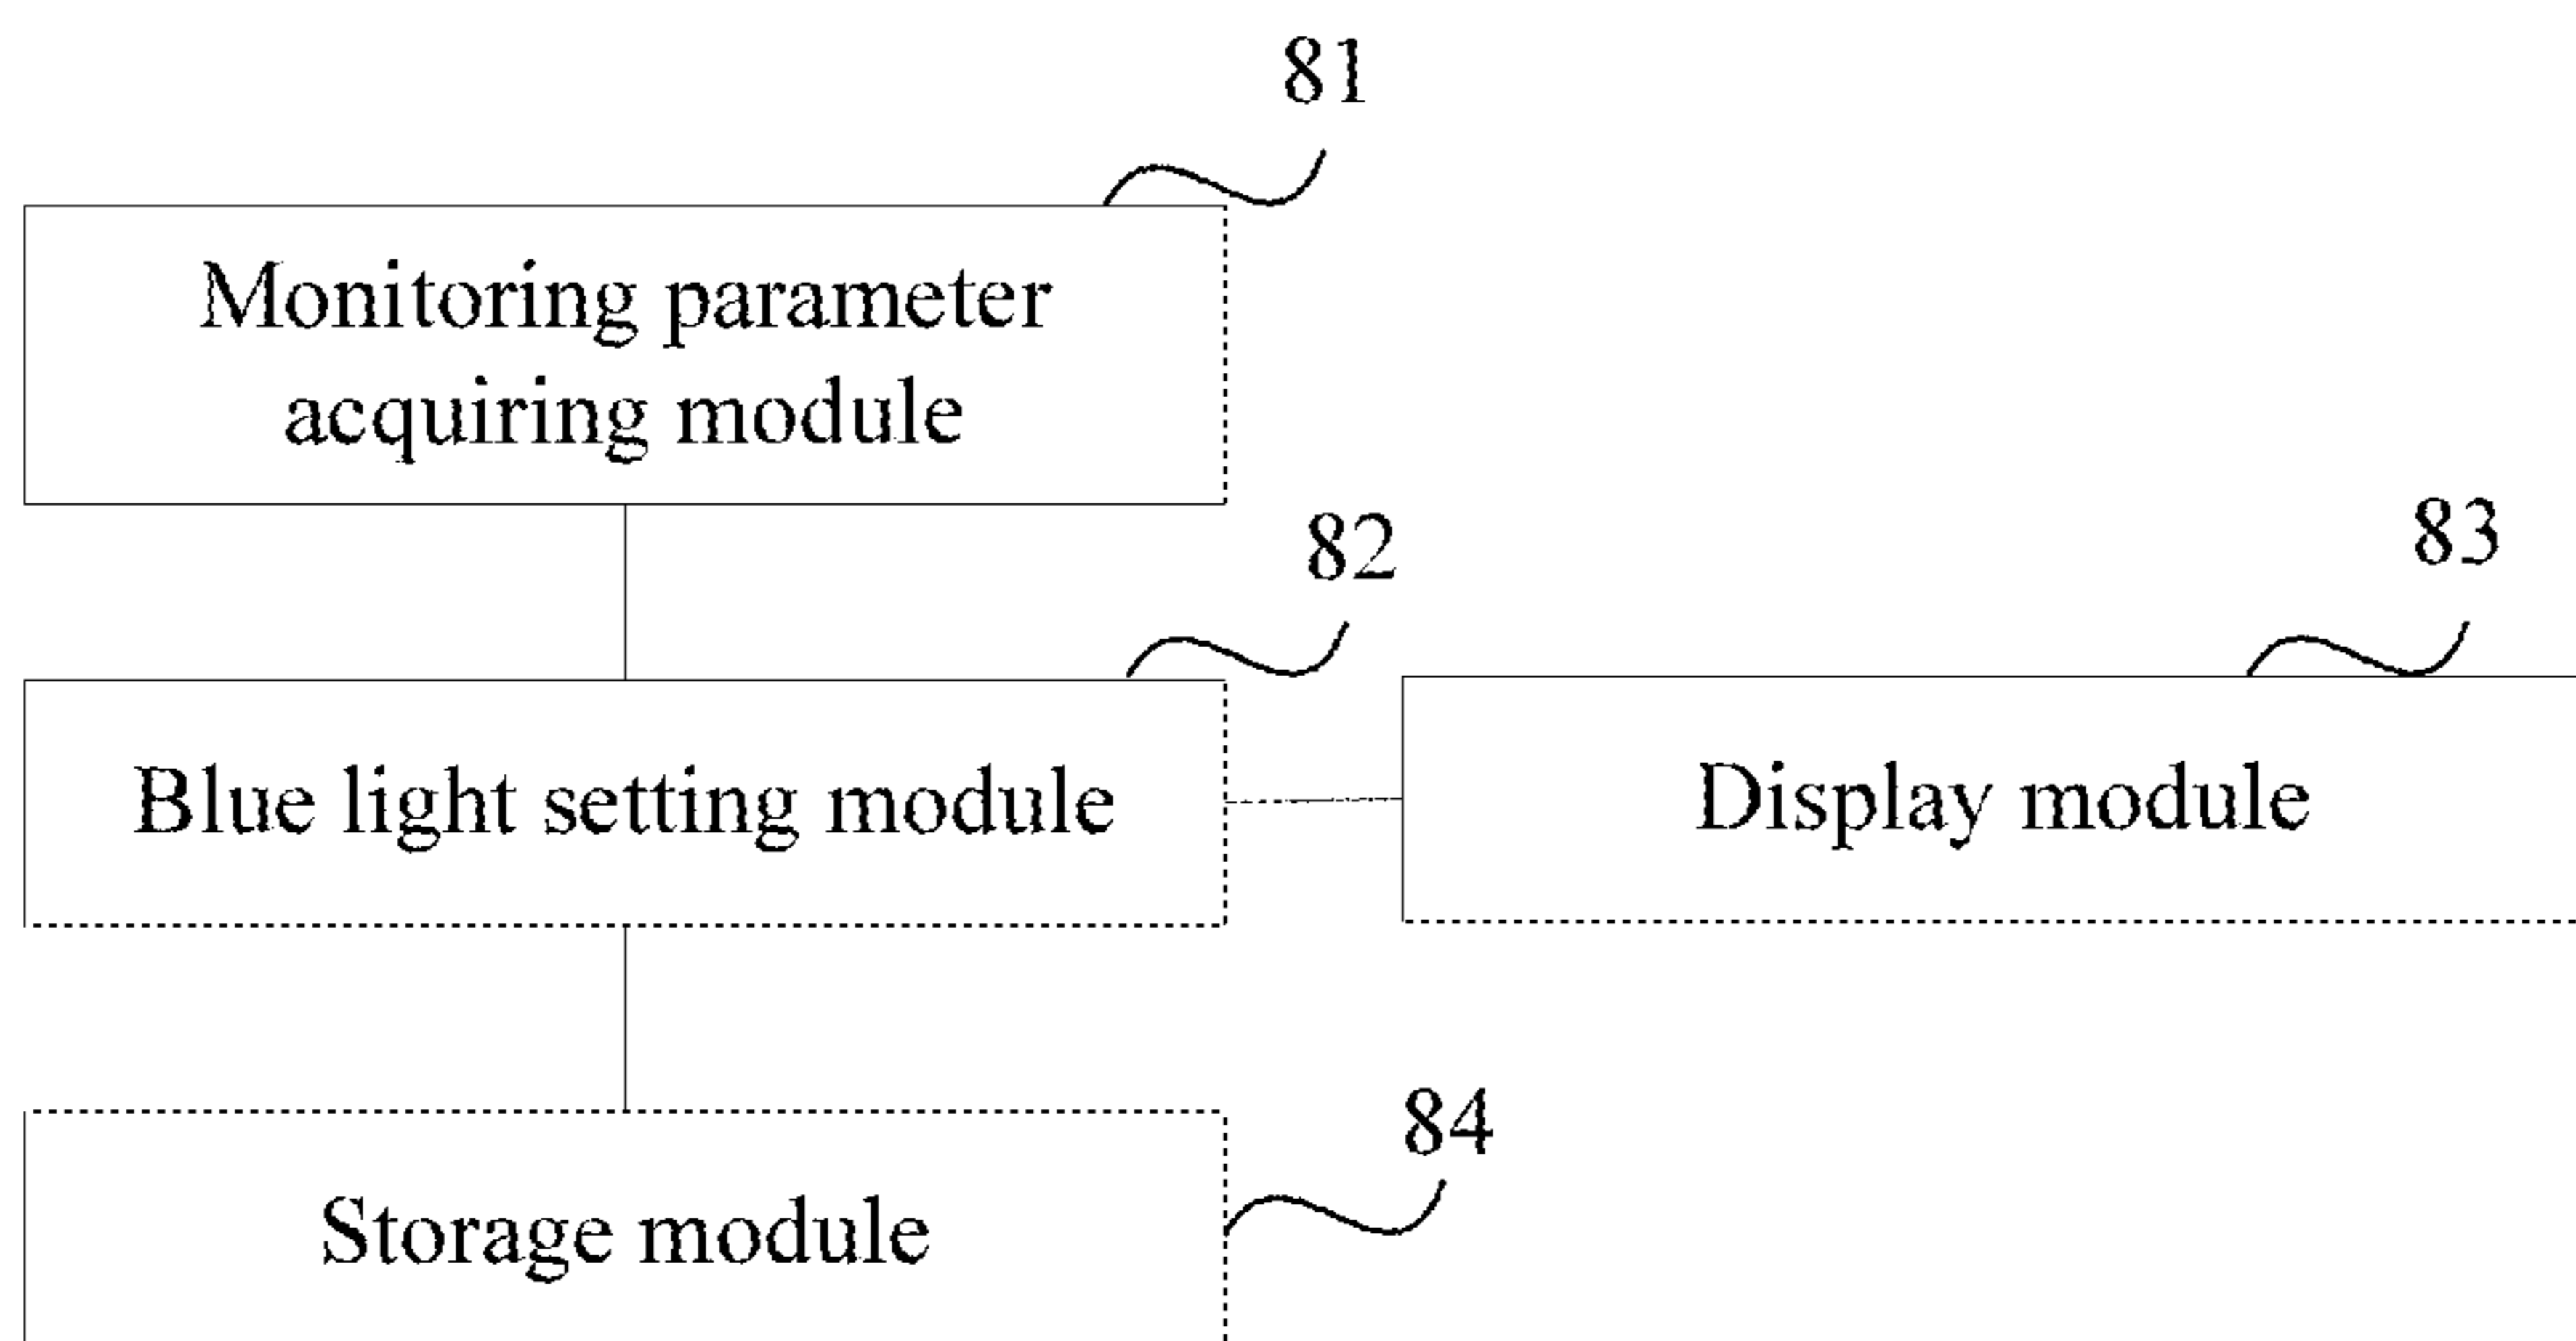 81
Monitoring parameter
acquiring module
82
83
Blue light setting module
Display module
84
Storage module